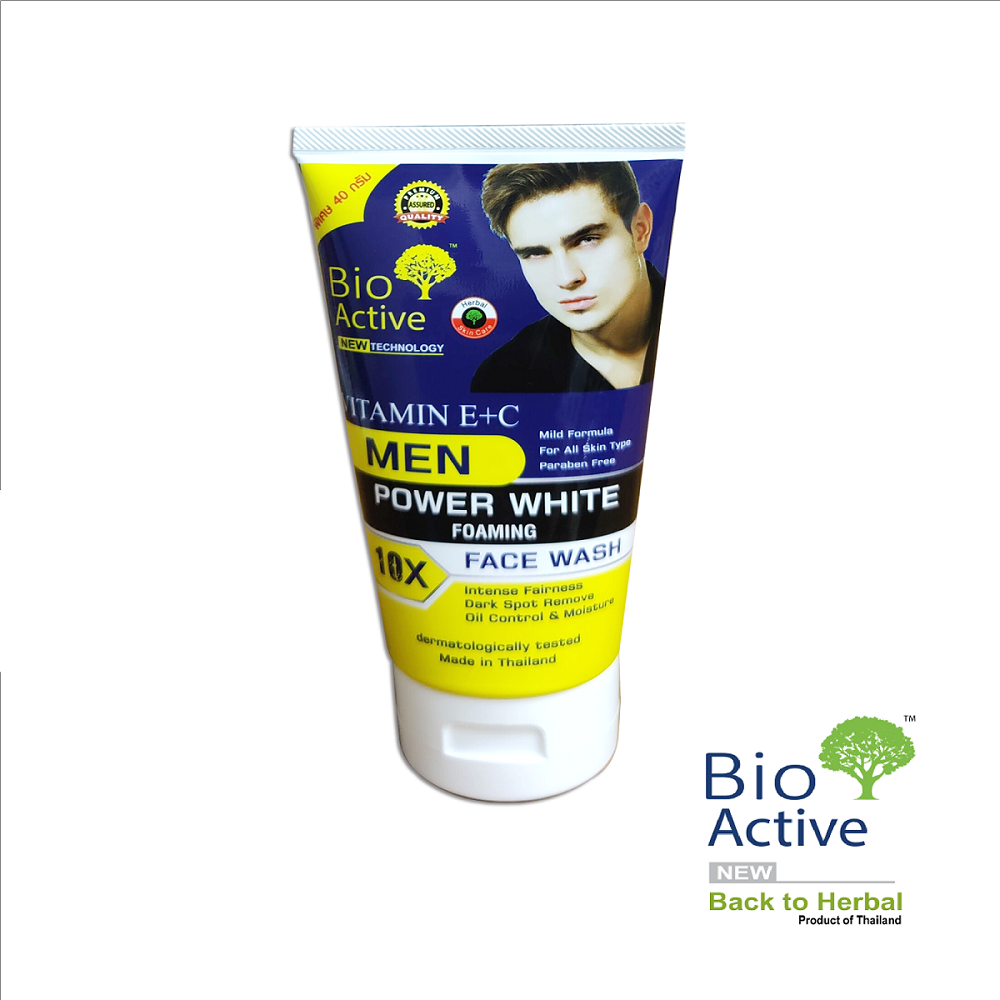 พิเศษ 40 กรัม
PREMIUM
ASSURED
QUALITY
Bio
Active
TM
NEW TECHNOLOGY
Herbal
Skin Care
VITAMIN E+C
MEN
Mild Formula
For All Skin Type
Paraben Free
POWER WHITE
FOAMING
10X
FACE WASH
Intense Fairness
Dark Spot Remove
Oil Control & Moisture
dermatologically tested
Made in Thailand
Bio
Active
TM
NEW
Back to Herbal
Product of Thailand